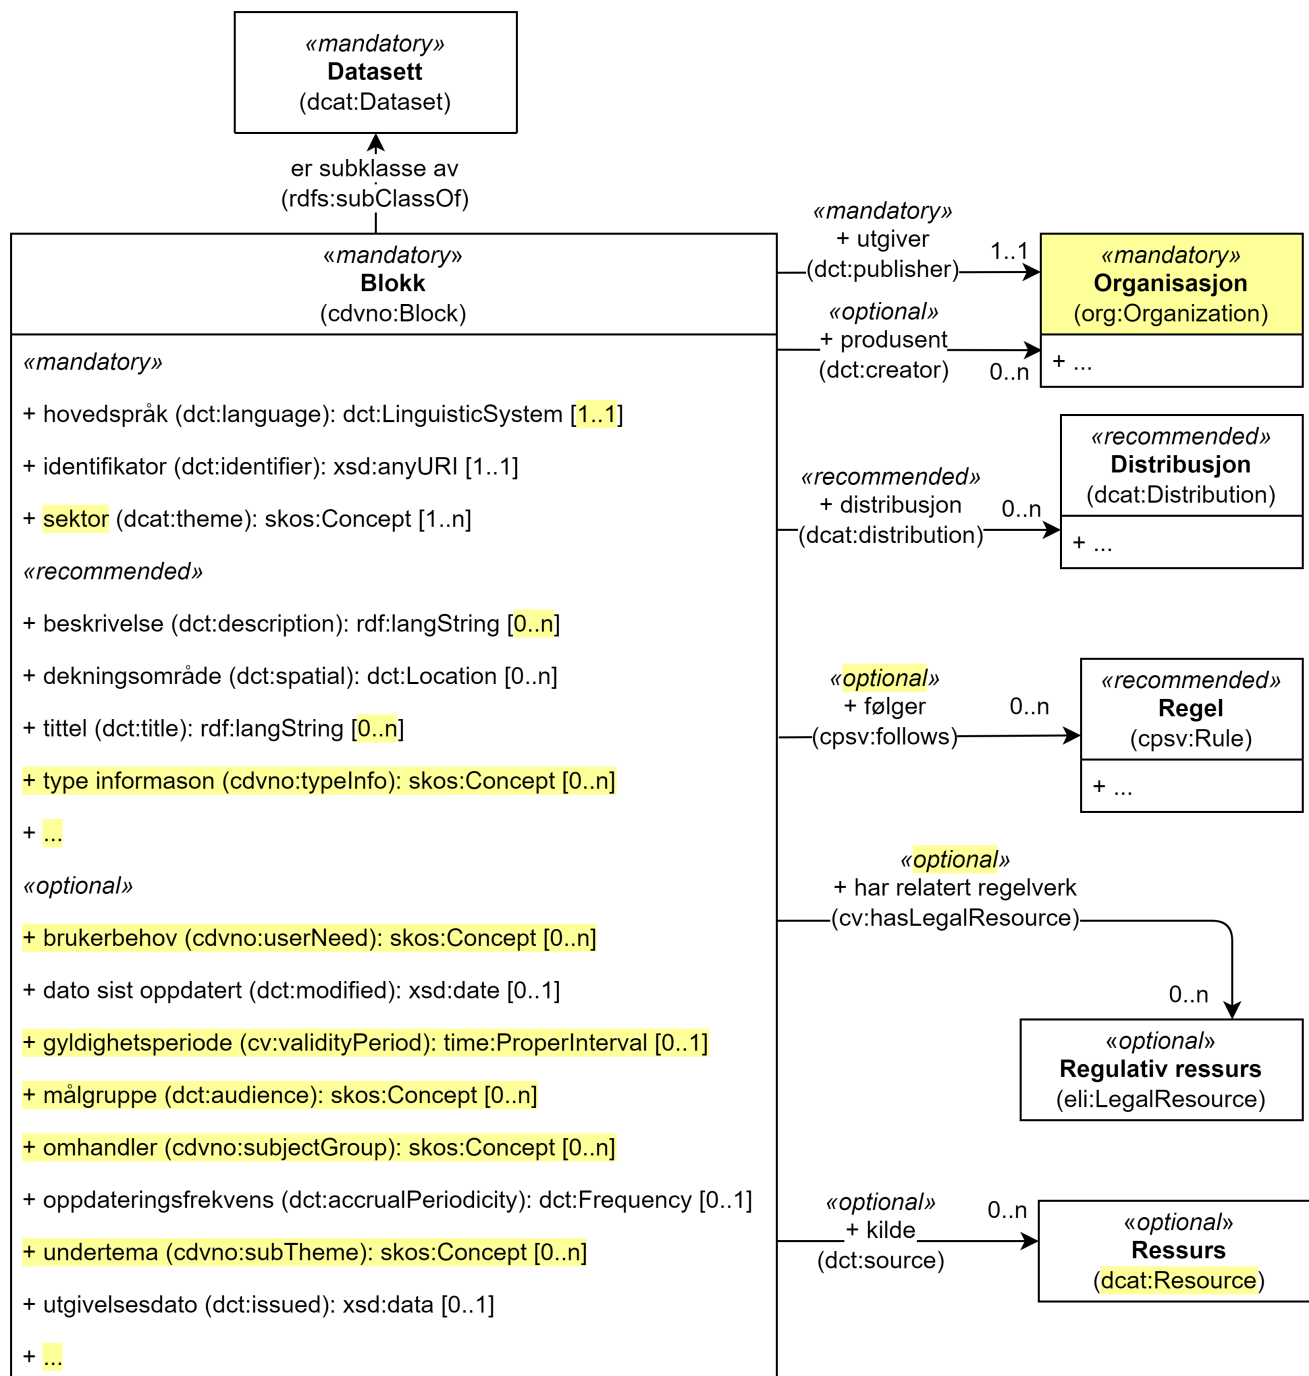 «mandatory»
Datasett
(dcat:Dataset)
er subklasse av
(rdfs:subClassOf)
«mandatory»
Blokk
(cdvno:Block)
«mandatory»
+ hovedspråk (dct:language): dct:LinguisticSystem [1..1]
+ identifikator (dct:identifier): xsd:anyURI [1..1]
+ sektor (dcat:theme): skos:Concept [1..n]
«recommended»
+ beskrivelse (dct:description): rdf:langString [0..n]
+ dekningsområde (dct:spatial): dct:Location [0..n]
+ tittel (dct:title): rdf:langString [0..n]
+ type informason (cdvno:typeInfo): skos:Concept [0..n]
+ ...
«optional»
+ brukerbehov (cdvno:userNeed): skos:Concept [0..n]
+ dato sist oppdatert (dct:modified): xsd:date [0..1]
+ gyldighetsperiode (cv:validityPeriod): time:ProperInterval [0..1]
+ målgruppe (dct:audience): skos:Concept [0..n]
+ omhandler (cdvno:subjectGroup): skos:Concept [0..n]
+ oppdateringsfrekvens (dct:accrualPeriodicity): dct:Frequency [0..1]
+ undertema (cdvno:subTheme): skos:Concept [0..n]
+ utgivelsesdato (dct:issued): xsd:data [0..1]
+ ...
«mandatory»
+ utgiver
(dct:publisher)
1..1
«optional»
+ produsent
(dct:creator)
0..n
«mandatory»
Organisasjon
(org:Organization)
+ ...
«recommended»
+ distribusjon
(dcat:distribution)
0..n
«recommended»
Distribusjon
(dcat:Distribution)
+ ...
«optional»
+ følger
(cpsv:follows)
0..n
«recommended»
Regel
(cpsv:Rule)
+ ...
«optional»
+ har relatert regelverk
(cv:hasLegalResource)
0..n
«optional»
Regulativ ressurs
(eli:LegalResource)
«optional»
+ kilde
(dct:source)
0..n
«optional»
Ressurs
(dcat:Resource)